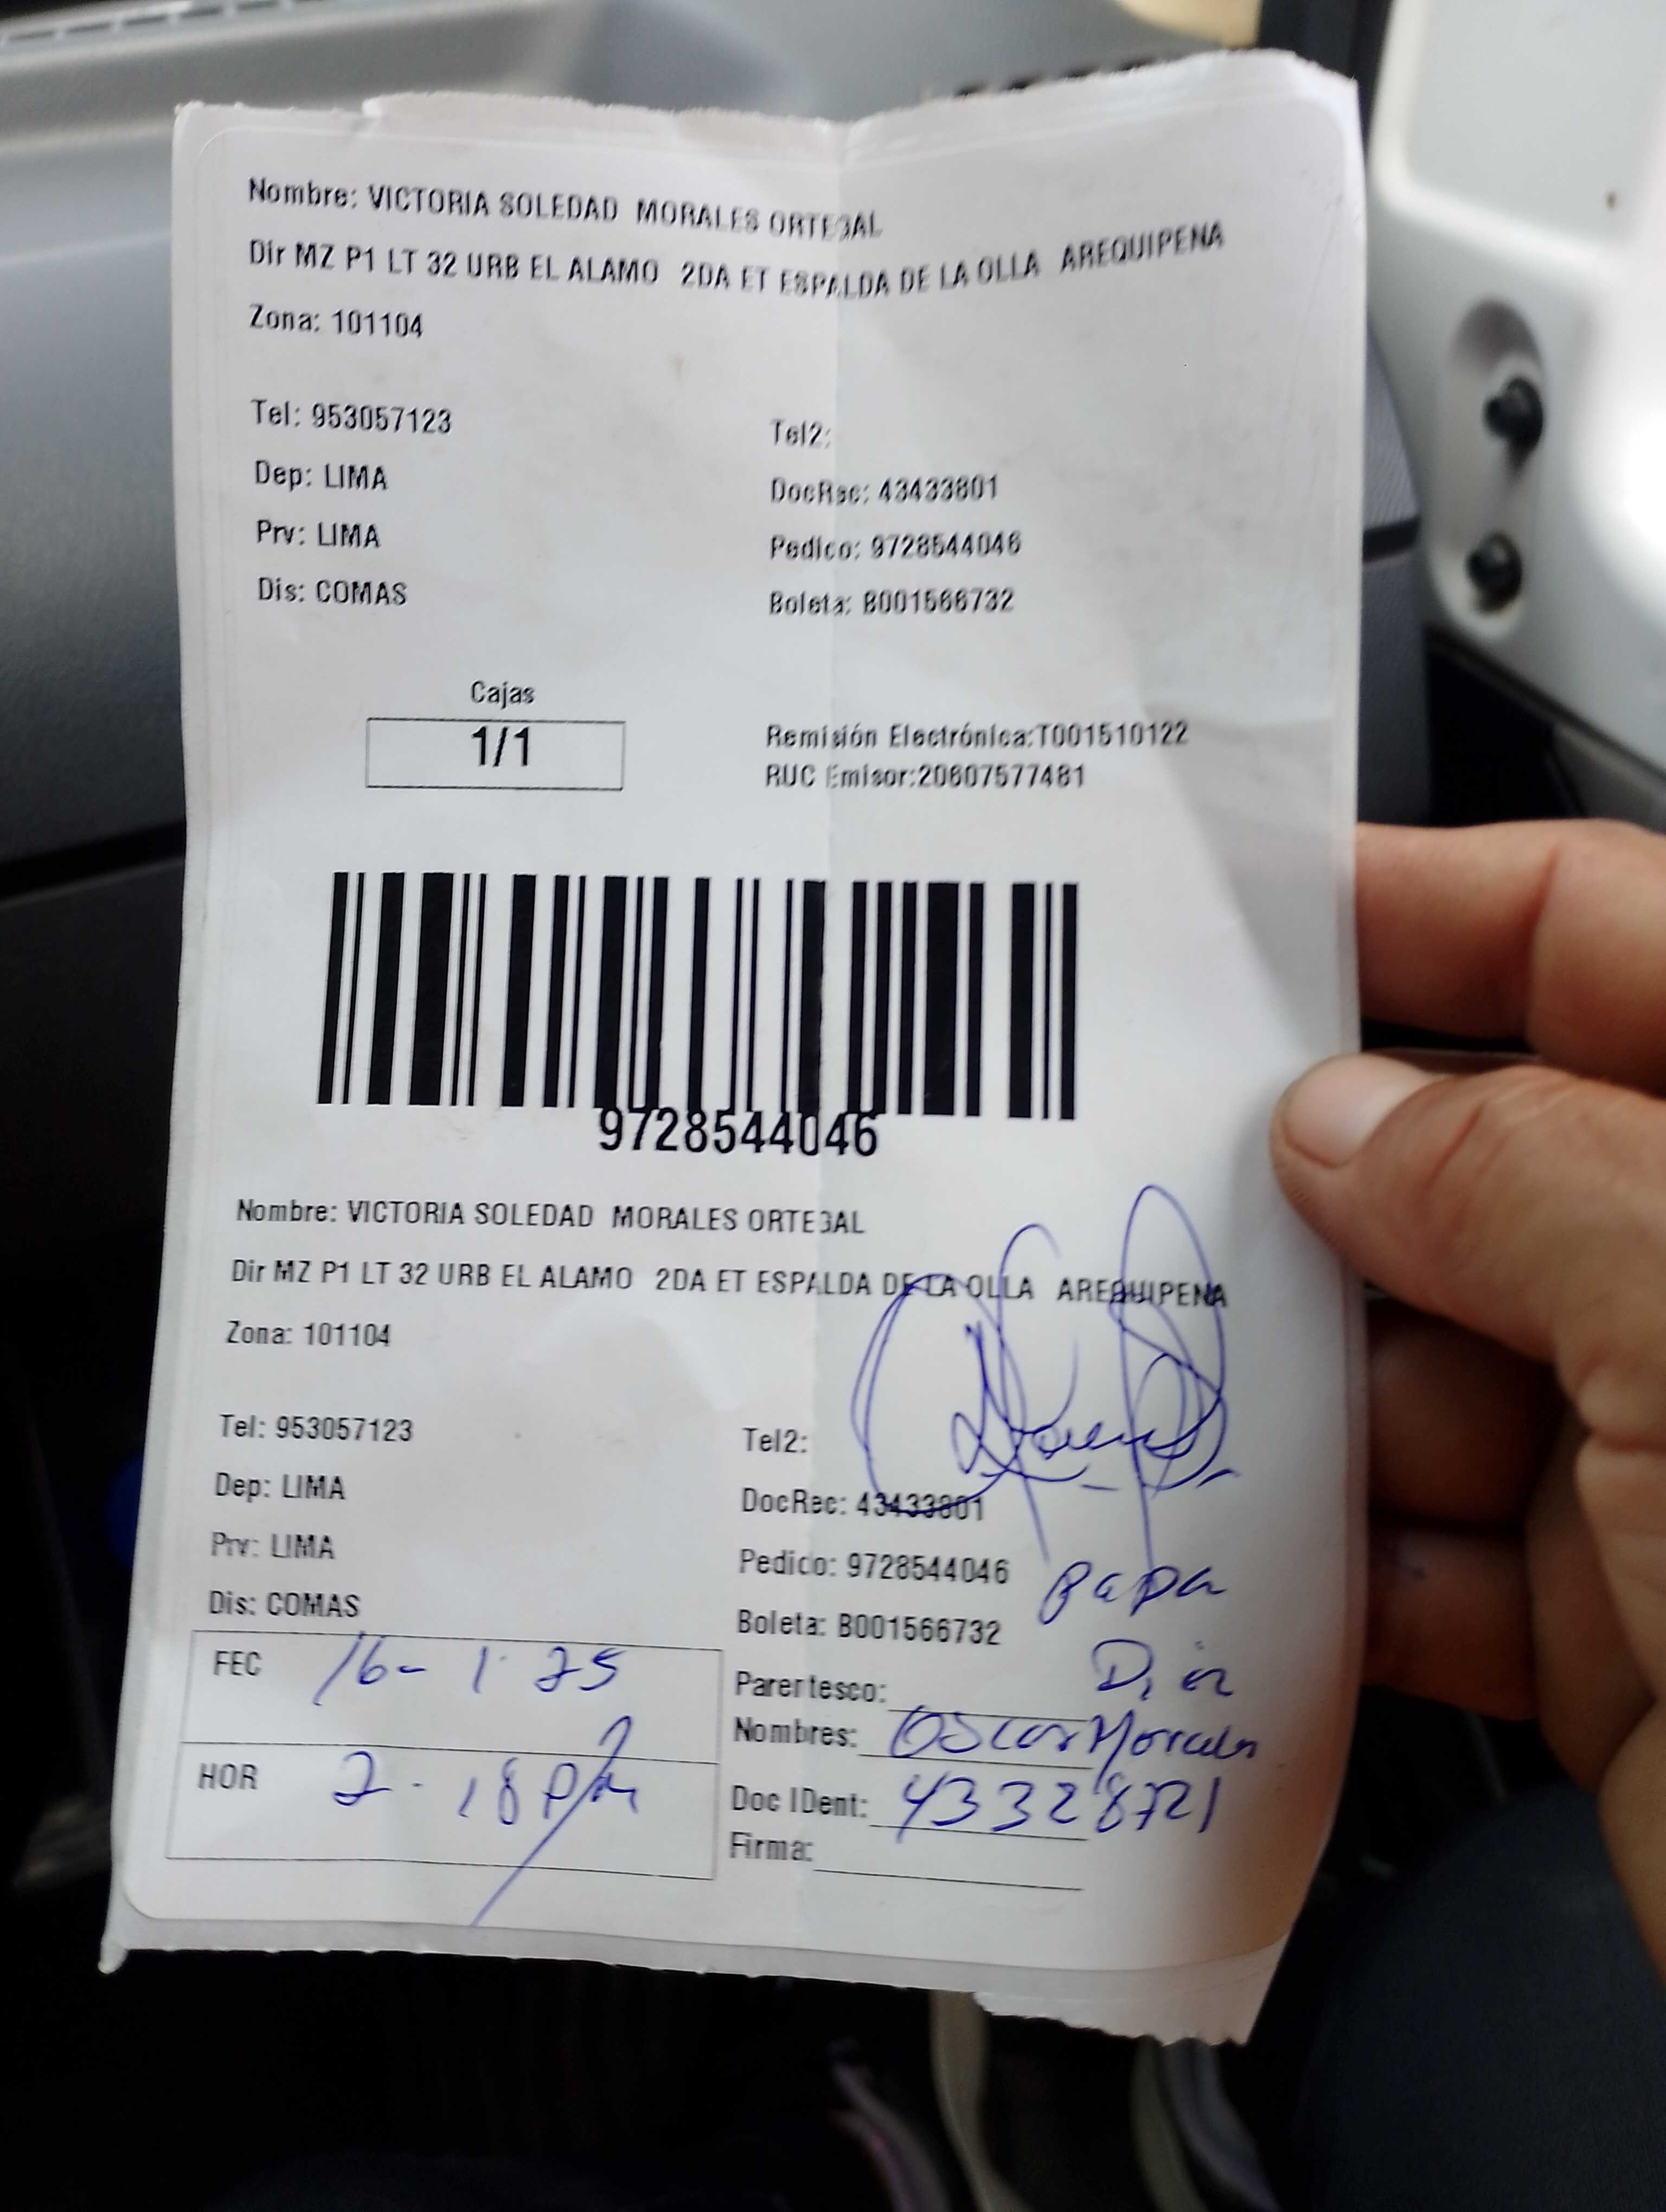 Nombre: VICTORIA SOLEDAD MORALES ORTEGAL
Dir MZ P1 LT 32 URB EL ALAMO 2DA ET ESPALDA DE LA OLLA AREQUIPENA
Zona: 101104
Tel: 953057123 Tel2:
Dep: LIMA DocRec: 43433801
Prv: LIMA Pedido: 9728544046
Dis: COMAS Boleta: B001566732
Cajas
1/1
Remisión Electrónica:T001510122
RUC Emisor:20607577481
9728544046
Nombre: VICTORIA SOLEDAD MORALES ORTEGAL
Dir MZ P1 LT 32 URB EL ALAMO 2DA ET ESPALDA DE LA OLLA AREQUIPENA
Zona: 101104
Tel: 953057123 Tel2:
Dep: LIMA DocRec: 43433801
Prv: LIMA Pedido: 9728544046 papa
Dis: COMAS Boleta: B001566732
FEC 16-1-25
Parentesco:
Nombres: Oscar Morales
HOR 2-18 Pm
Doc IDent: 43328721
Firma: